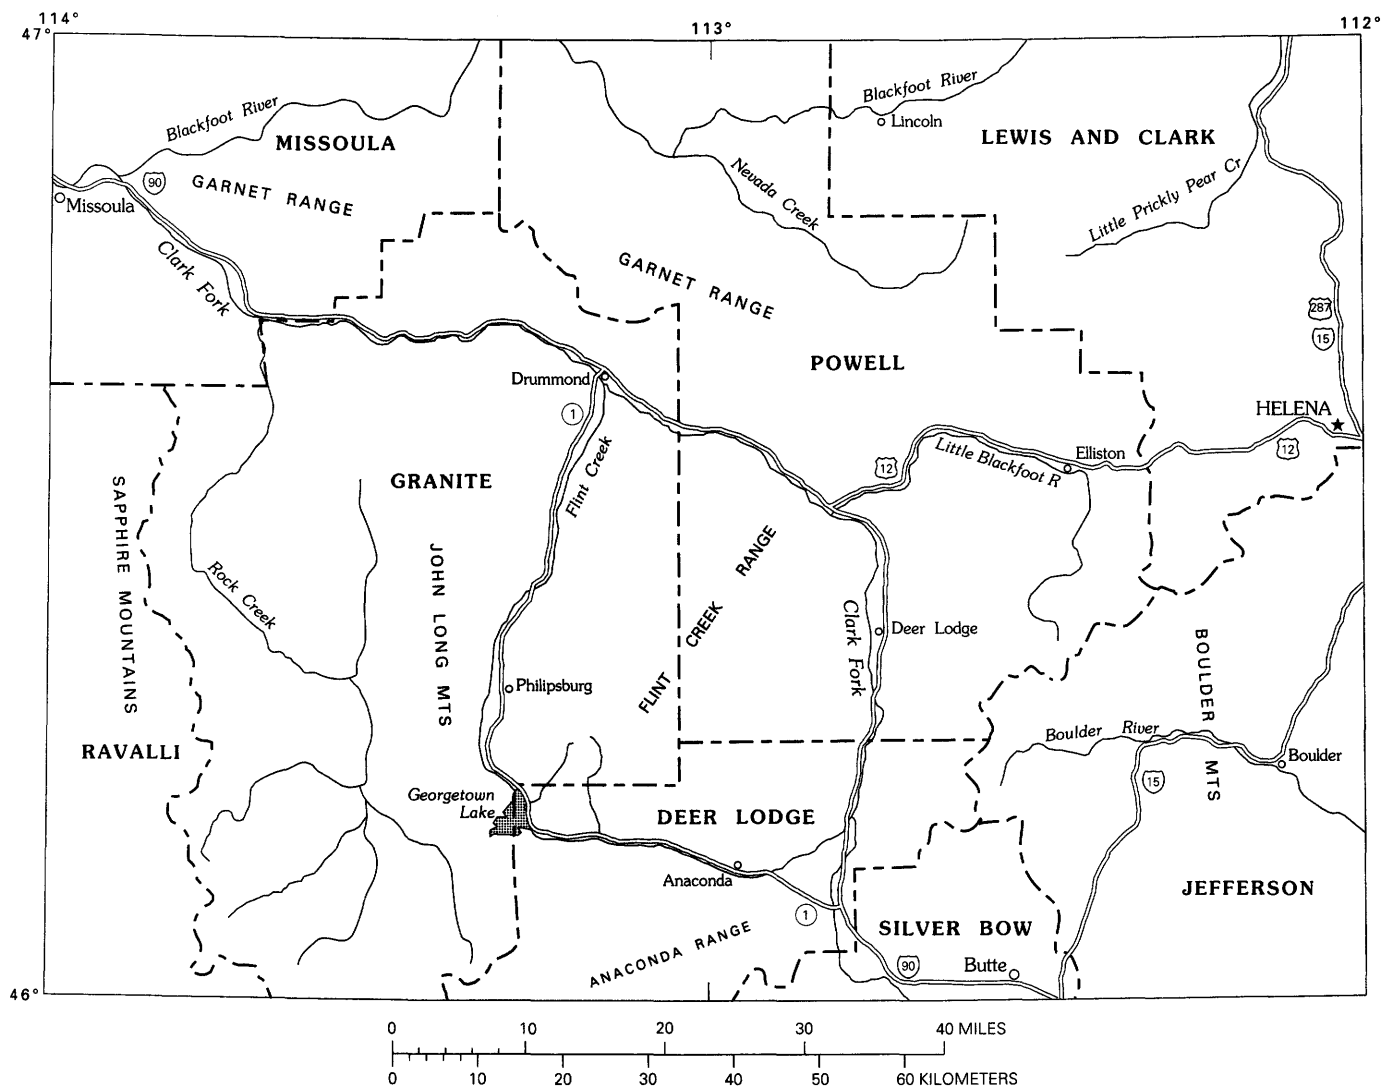 114°
113°
112°
47°
Blackfoot River
Blackfoot River
Lincoln
MISSOULA
LEWIS AND CLARK
90
GARNET RANGE
Missoula
Nevada Creek
Little Prickly Pear Cr
Clark Fork
GARNET RANGE
287
15
POWELL
Drummond
1
HELENA
12
Elliston
12
Little Blackfoot R
GRANITE
Flint Creek
SAPPHIRE MOUNTAINS
JOHN LONG MTS
FLINT CREEK RANGE
Rock Creek
Clark Fork
Deer Lodge
BOULDER MTS
Philipsburg
RAVALLI
Boulder River
Boulder
15
Georgetown
Lake
DEER LODGE
Anaconda
JEFFERSON
1
SILVER BOW
ANACONDA RANGE
90
Butte
46°
0 10 20 30 40 MILES
0 10 20 30 40 50 60 KILOMETERS